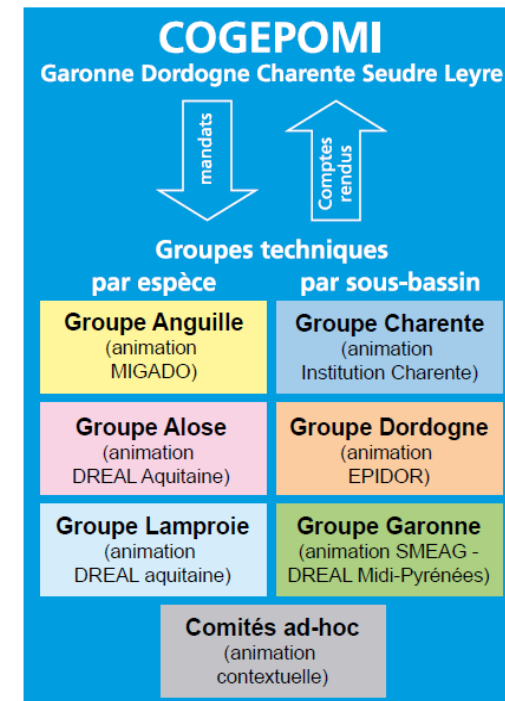 COGEPOMI
Garonne Dordogne Charente Seudre Leyre
mandats
Comptes
rendus
Groupes techniques
par espèce
par sous-bassin
Groupe Anguille
(animation
MIGADO)
Groupe Charente
(animation
Institution Charente)
Groupe Alose
(animation
DREAL Aquitaine)
Groupe Dordogne
(animation
EPIDOR)
Groupe Lamproie
(animation
DREAL aquitaine)
Groupe Garonne
(animation SMEAG -
DREAL Midi-Pyrénées)
Comités ad-hoc
(animation
contextuelle)